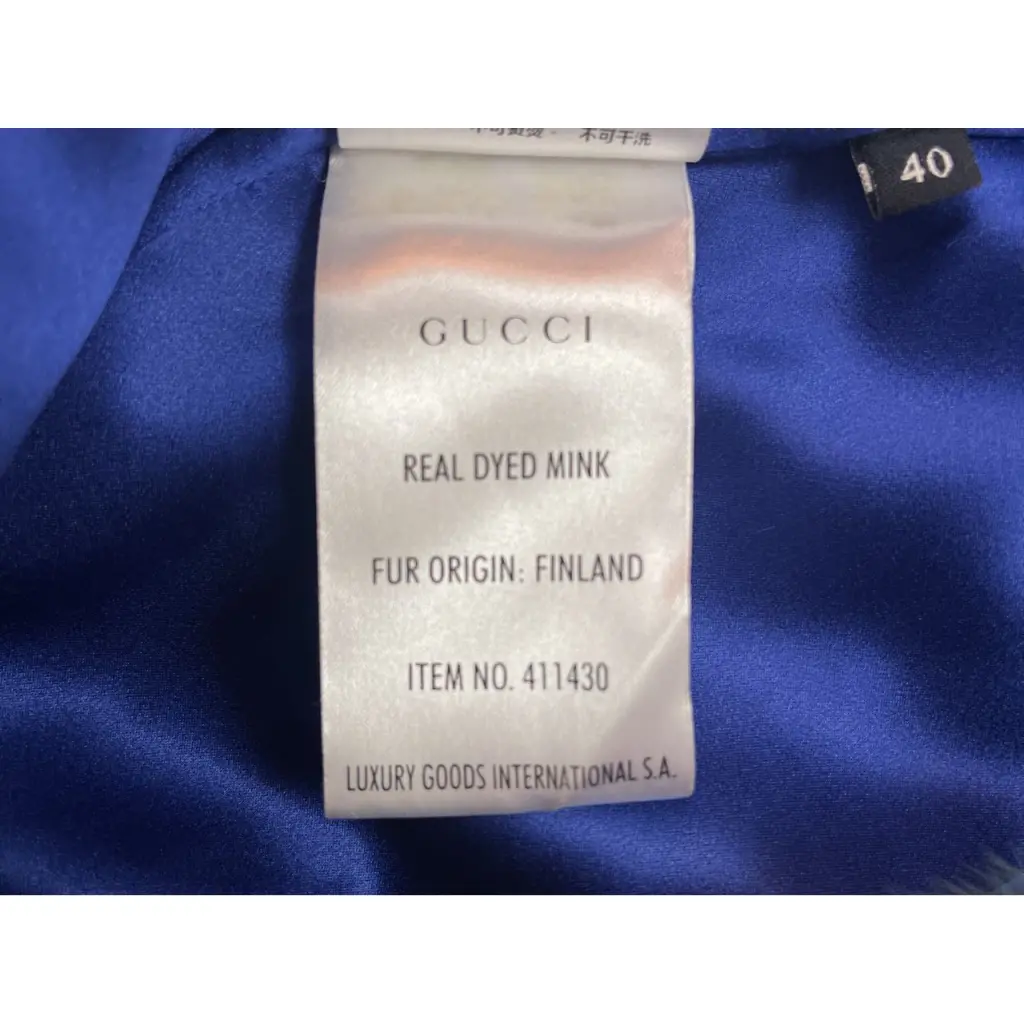 不可干洗
40
GUCCI
REAL DYED MINK
FUR ORIGIN: FINLAND
ITEM NO. 411430
LUXURY GOODS INTERNATIONAL S.A.